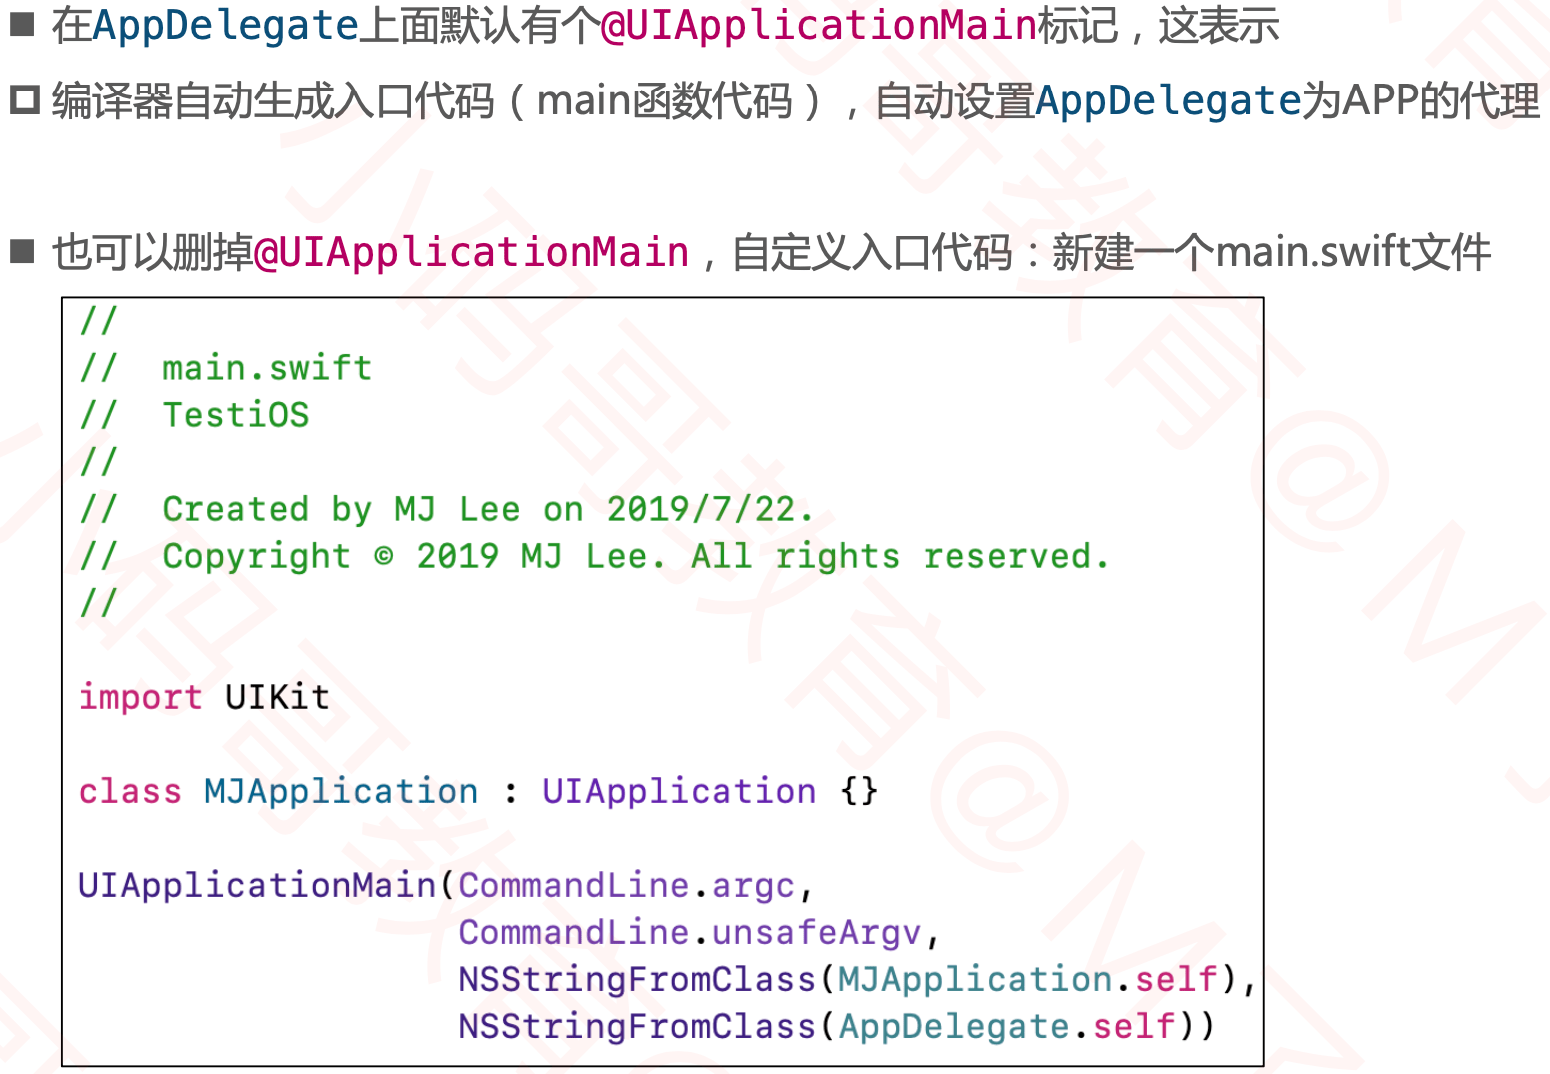 ■ 在AppDelegate上面默认有个@UIApplicationMain标记，这表示
□ 编译器自动生成入口代码（main函数代码），自动设置AppDelegate为APP的代理
■ 也可以删掉@UIApplicationMain，自定义入口代码：新建一个main.swift文件
//
//  main.swift
//  TestiOS
//
//  Created by MJ Lee on 2019/7/22.
//  Copyright © 2019 MJ Lee. All rights reserved.
//
import UIKit
class MJApplication : UIApplication {}
UIApplicationMain(CommandLine.argc,
CommandLine.unsafeArgv,
NSStringFromClass(MJApplication.self),
NSStringFromClass(AppDelegate.self))
小码哥教育@M